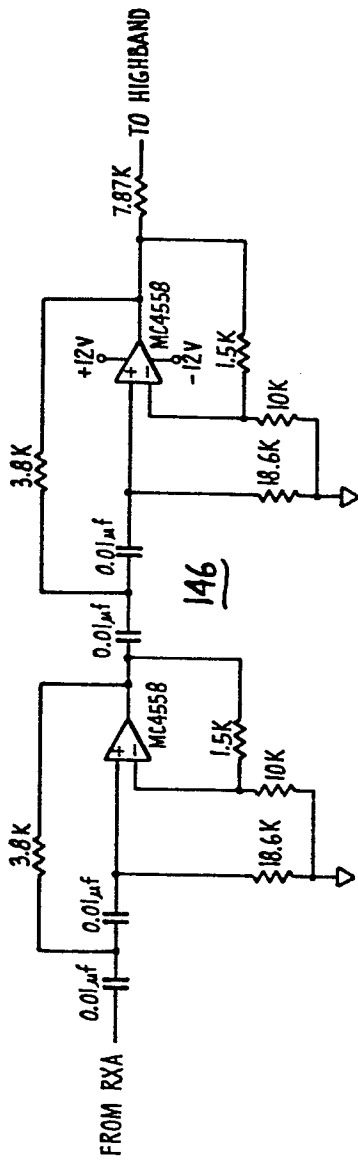 FROM RXA
0.01µf
0.01µf
3.8K
MC4558
1.5K
10K
18.6K
0.01µf
0.01µf
146
3.8K
+12V
MC4558
-12V
1.5K
10K
18.6K
7.87K
TO HIGHBAND